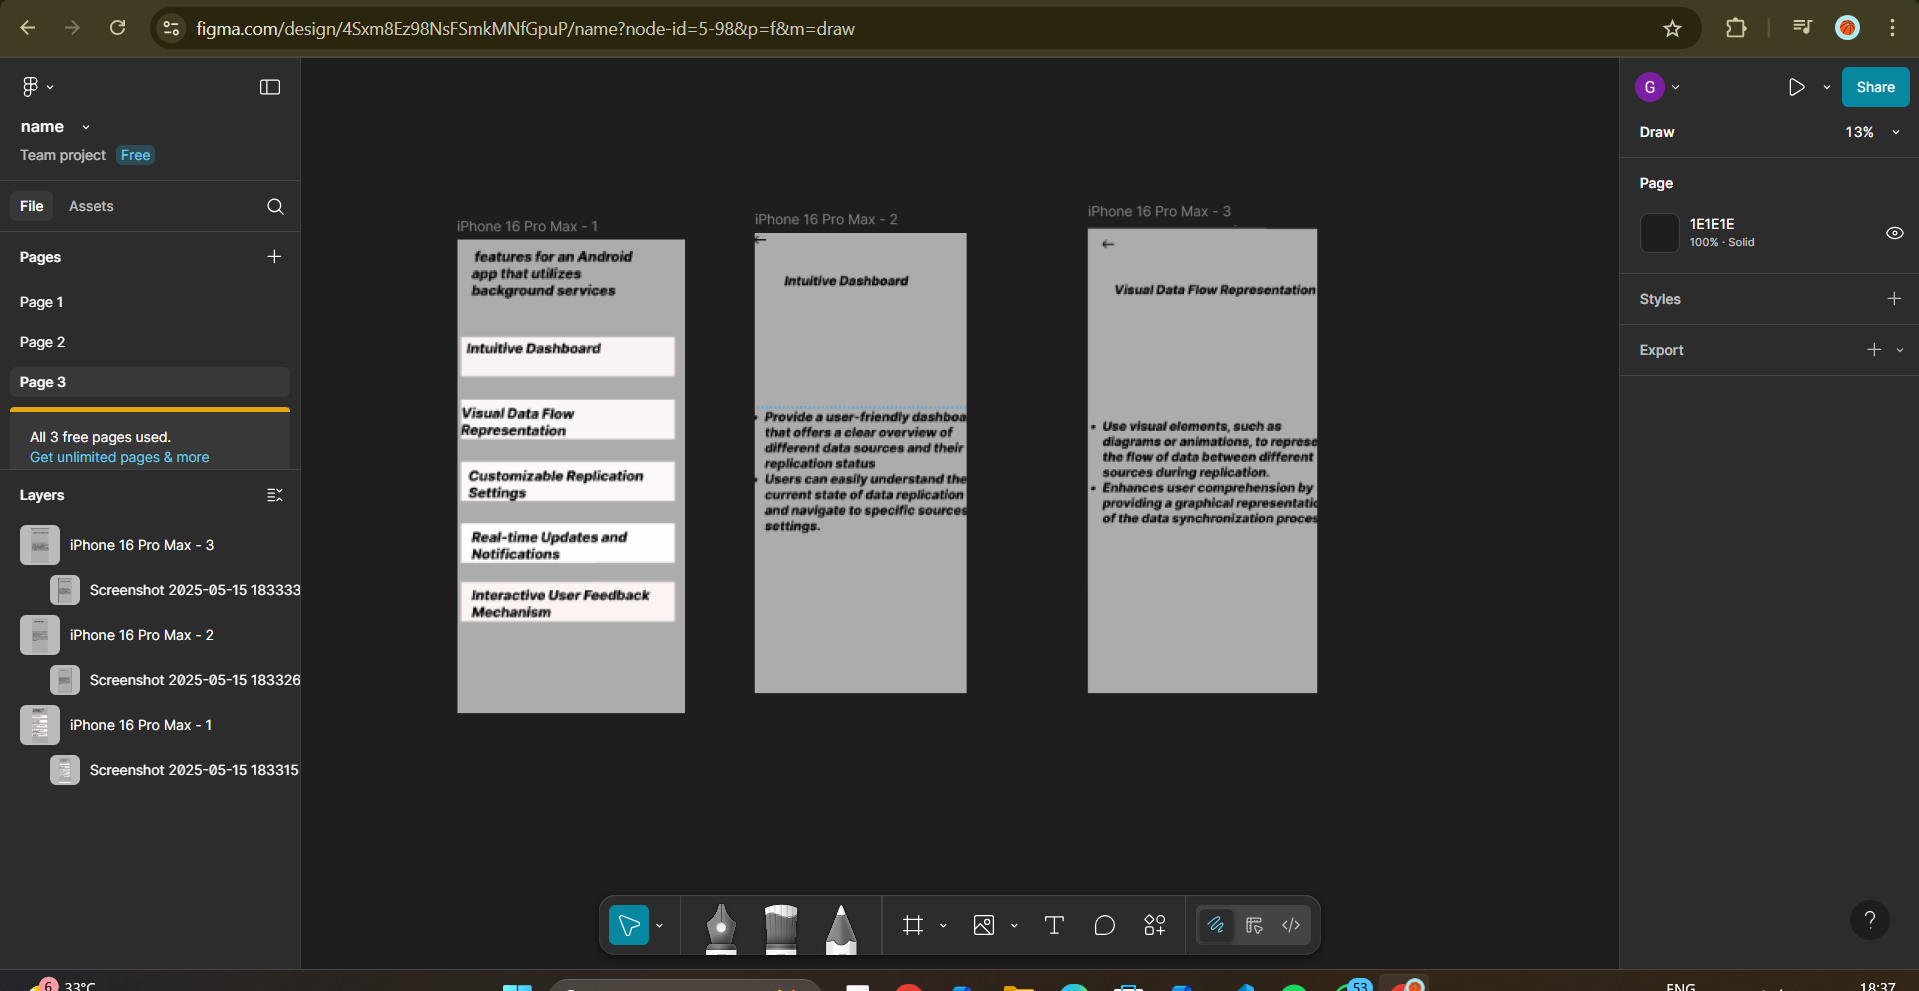 figma.com/design/4Sxm8Ez98NsFSmkMNfGpuP/name?node-id=5-98&p=f&m=draw
name
Team project Free
File Assets
Pages
Page 1
Page 2
Page 3
All 3 free pages used.
Get unlimited pages & more
Layers
iPhone 16 Pro Max - 3
Screenshot 2025-05-15 183333
iPhone 16 Pro Max - 2
Screenshot 2025-05-15 183326
iPhone 16 Pro Max - 1
Screenshot 2025-05-15 183315
iPhone 16 Pro Max - 1
features for an Android
app that utilizes
background services
Intuitive Dashboard
Visual Data Flow
Representation
Customizable Replication
Settings
Real-time Updates and
Notifications
Interactive User Feedback
Mechanism
iPhone 16 Pro Max - 2
Intuitive Dashboard
• Provide a user-friendly dashboa
that offers a clear overview of
different data sources and their
replication status
• Users can easily understand the
current state of data replication
and navigate to specific sources
settings.
iPhone 16 Pro Max - 3
Visual Data Flow Representation
• Use visual elements, such as
diagrams or animations, to represe
the flow of data between different
sources during replication.
• Enhances user comprehension by
providing a graphical representatio
of the data synchronization proces
G
Share
Draw 13%
Page
1E1E1E
100% · Solid
Styles
Export
?
6 33°C
53
ENG
18:37